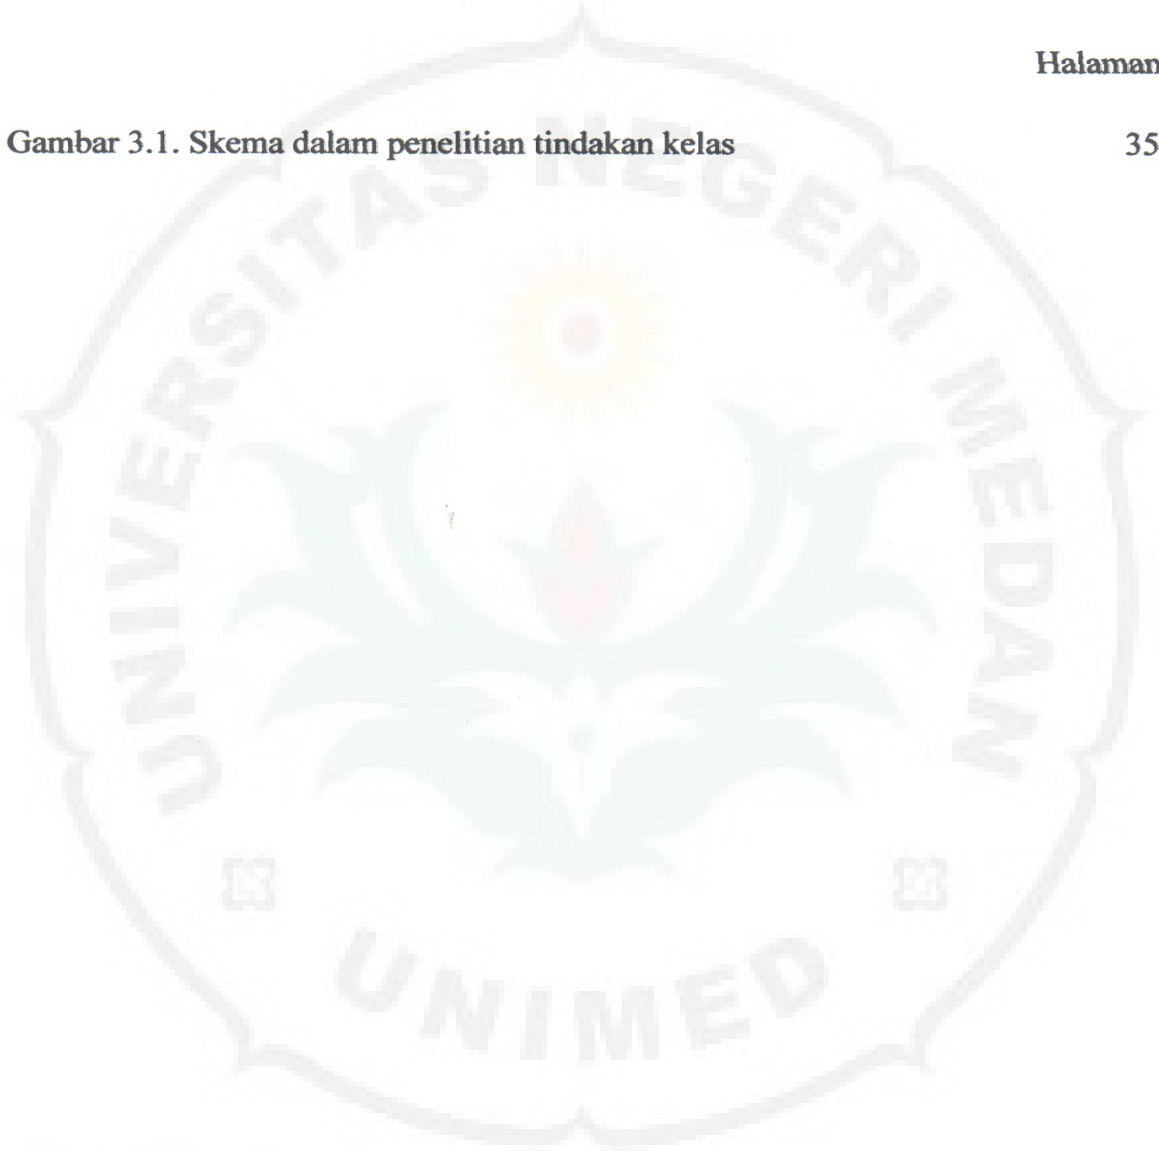 Halaman
Gambar 3.1. Skema dalam penelitian tindakan kelas 35
UNIVERSITAS NEGERI MEDAN
UNIMED